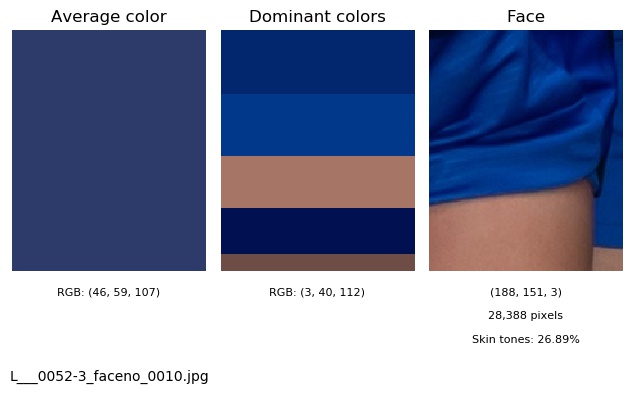 Average color
Dominant colors
Face
RGB: (46, 59, 107)
RGB: (3, 40, 112)
(188, 151, 3)
28,388 pixels
Skin tones: 26.89%
L___0052-3_faceno_0010.jpg